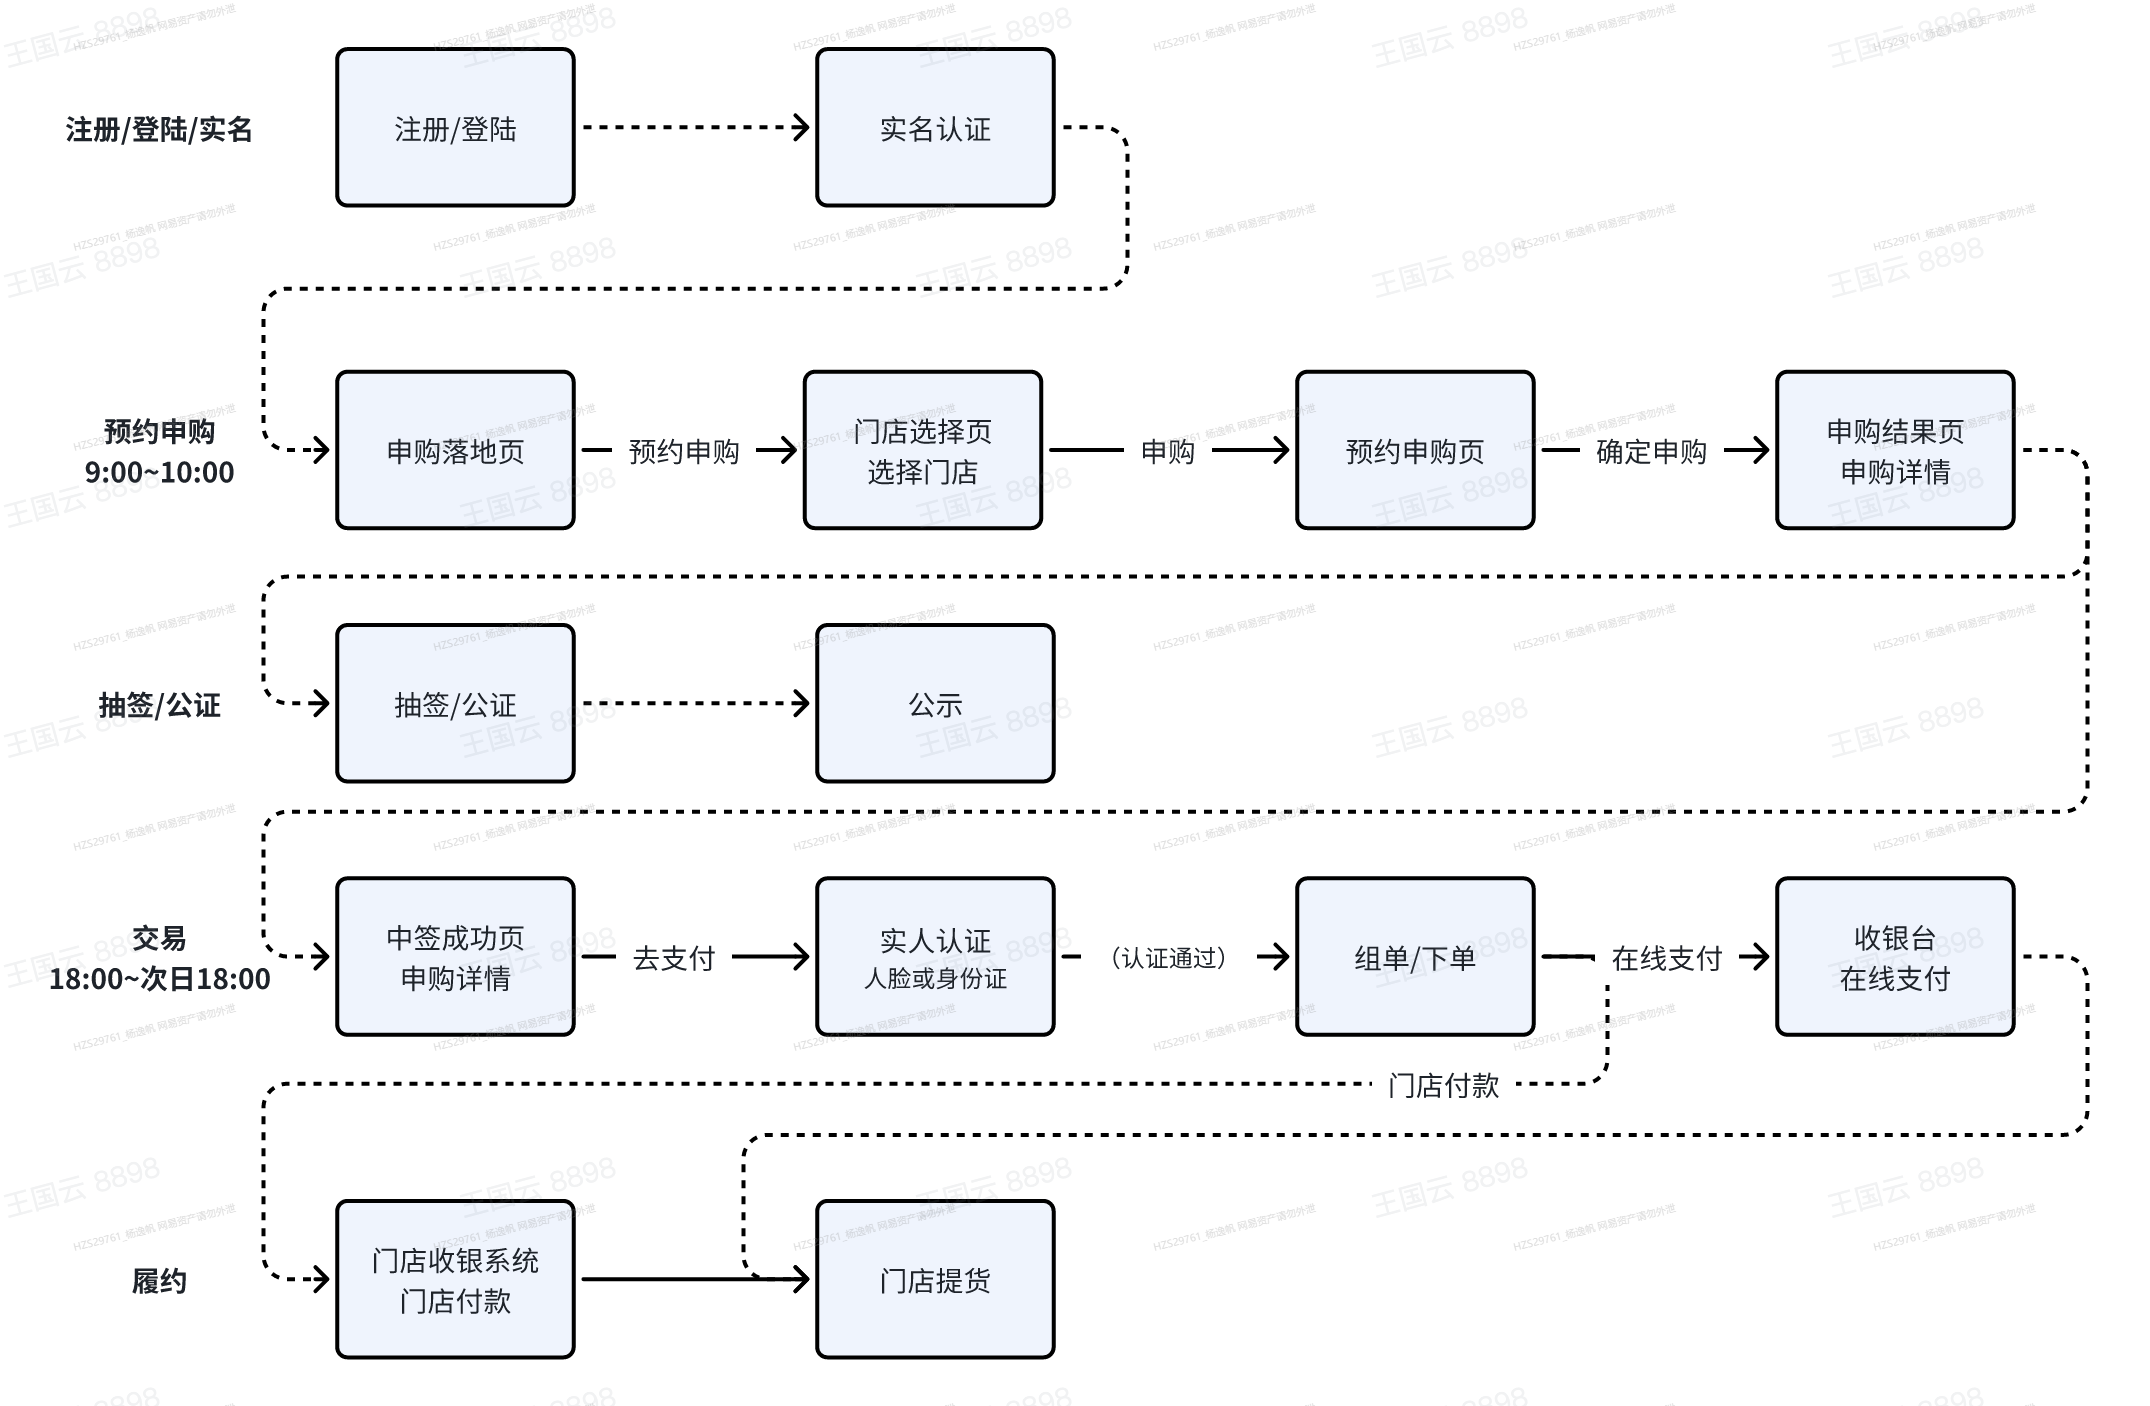 注册/登陆/实名
注册/登陆
实名认证
预约申购
9:00~10:00
申购落地页
预约申购
门店选择页
选择门店
申购
预约申购页
确定申购
申购结果页
申购详情
抽签/公证
抽签/公证
公示
交易
18:00~次日18:00
中签成功页
申购详情
去支付
实人认证
人脸或身份证
（认证通过）
组单/下单
在线支付
收银台
在线支付
门店付款
履约
门店收银系统
门店付款
门店提货
王国云 8898
HZS29761_杨逸帆 网易资产请勿外泄